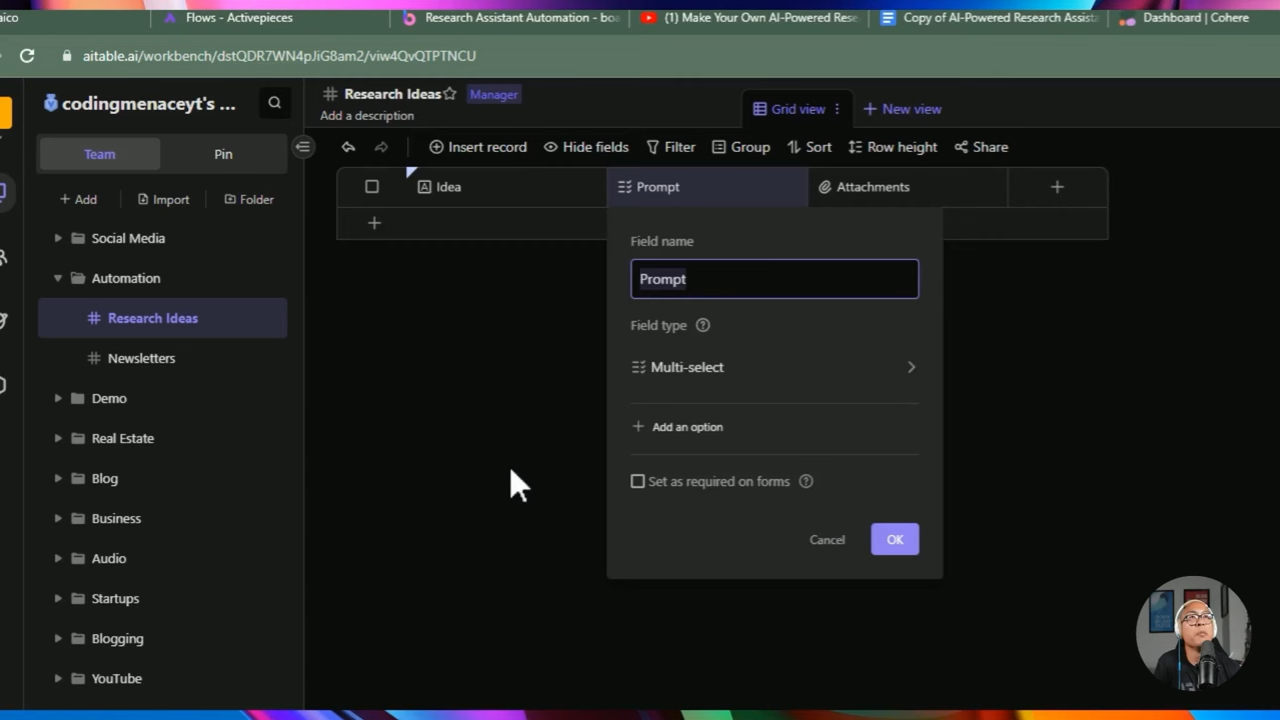 aico
Flows - Activepieces
Research Assistant Automation - boa
(1) Make Your Own AI-Powered Rese
Copy of AI-Powered Research Assista
Dashboard | Cohere
aitable.ai/workbench/dstQDR7WN4pJiG8am2/viw4QvQTPTNCU
codingmenaceyt's ...
Research Ideas
Manager
Add a description
Grid view
New view
Team
Pin
Insert record
Hide fields
Filter
Group
Sort
Row height
Share
Add
Import
Folder
Idea
Prompt
Attachments
Social Media
Automation
Research Ideas
Newsletters
Demo
Real Estate
Blog
Business
Audio
Startups
Blogging
YouTube
Field name
Prompt
Field type
Multi-select
Add an option
Set as required on forms
Cancel
OK